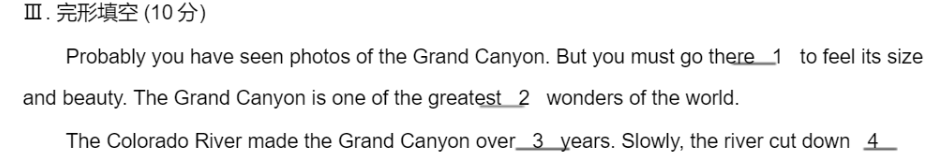 Ⅲ. 完形填空 (10 分)
Probably you have seen photos of the Grand Canyon. But you must go there 1 to feel its size
and beauty. The Grand Canyon is one of the greatest 2 wonders of the world.
The Colorado River made the Grand Canyon over 3 years. Slowly, the river cut down 4